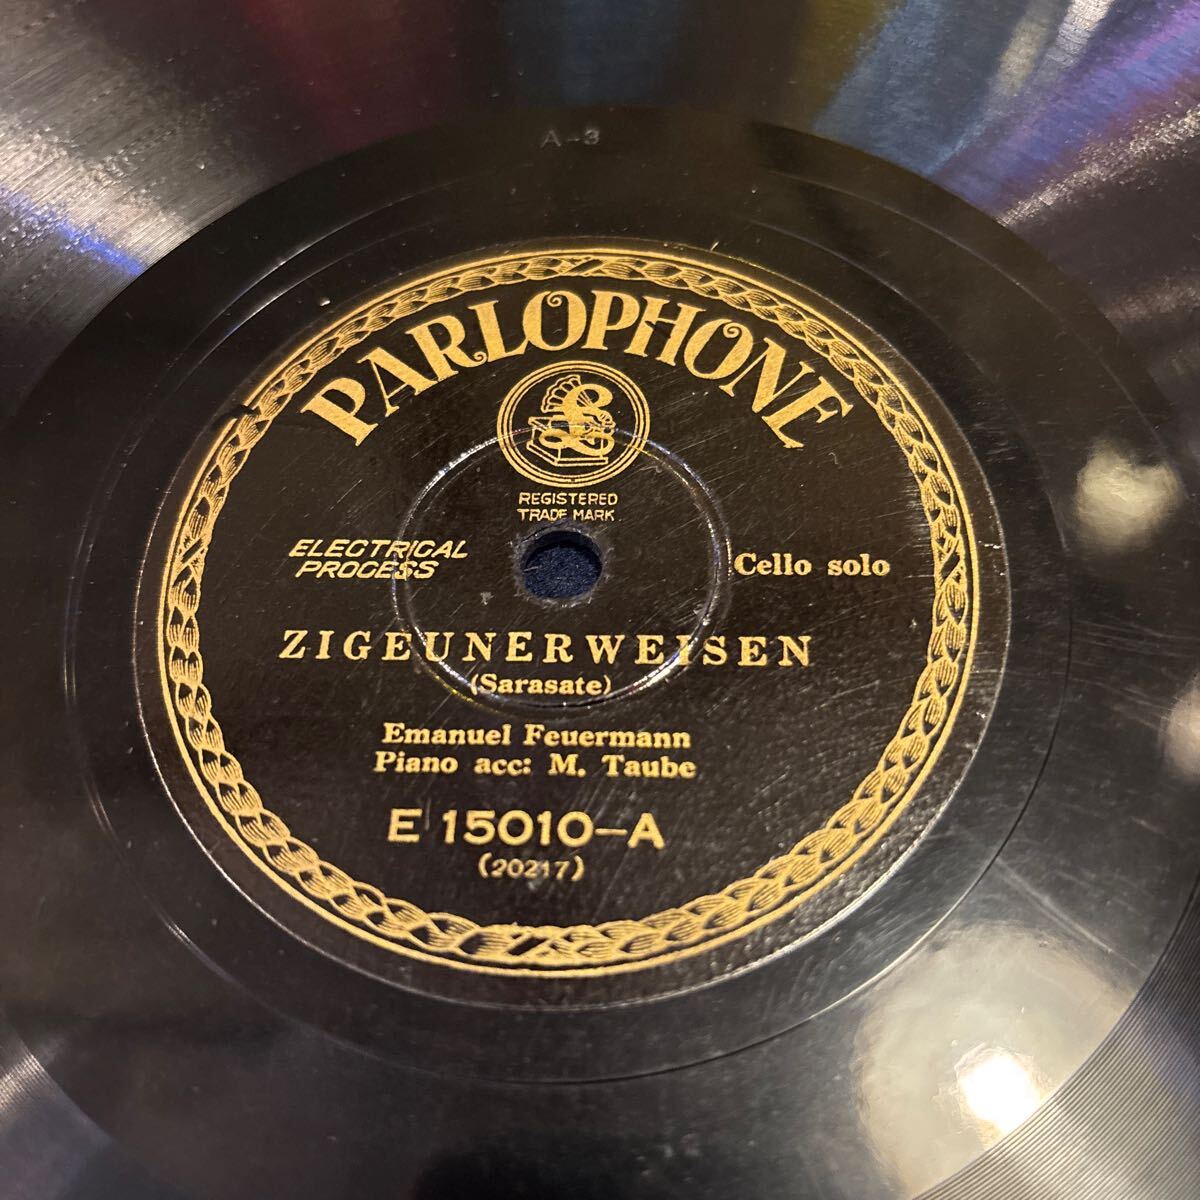 A-3
PARLOPHONE
REGISTERED
TRADE MARK
ELECTRICAL
PROCESS
Cello solo
ZIGEUNERWEISEN
(Sarasate)
Emanuel Feuermann
Piano acc: M. Taube
E 15010-A
(20217)